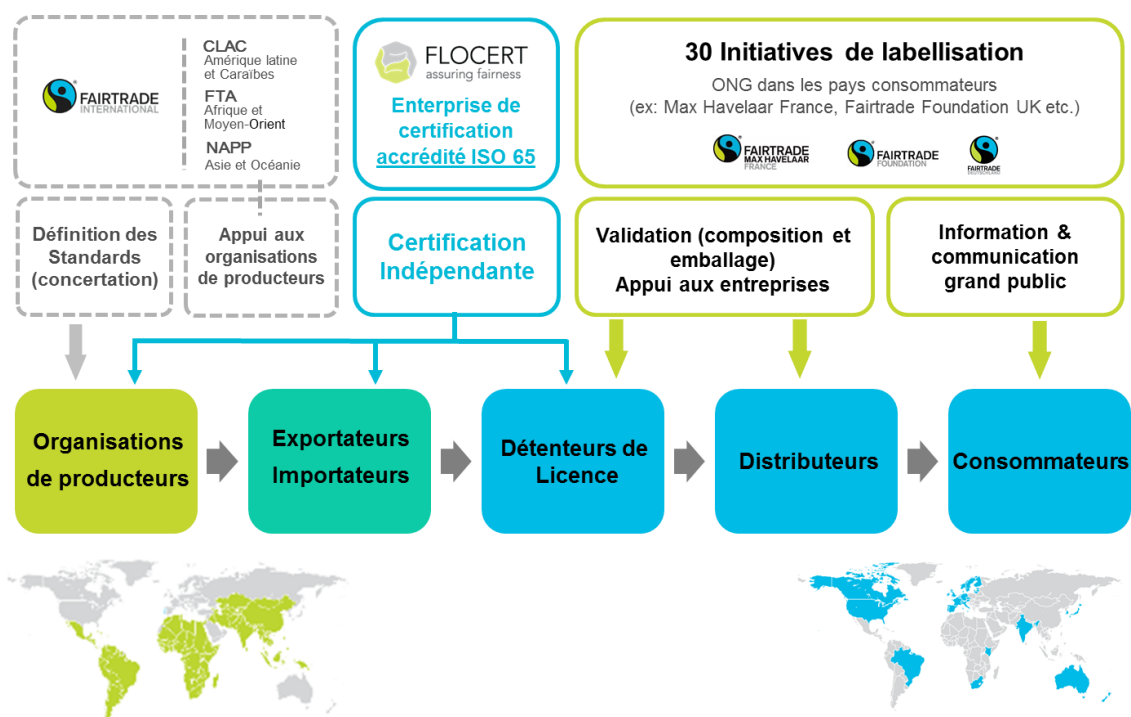 FAIRTRADE
INTERNATIONAL
CLAC
Amérique latine
et Caraïbes
FTA
Afrique et
Moyen-Orient
NAPP
Asie et Océanie
FLOCERT
assuring fairness
Enterprise de
certification
accrédité ISO 65
30 Initiatives de labellisation
ONG dans les pays consommateurs
(ex: Max Havelaar France, Fairtrade Foundation UK etc.)
FAIRTRADE
MAX HAVELAAR
FRANCE
FAIRTRADE
FOUNDATION
FAIRTRADE
DEUTSCHLAND
Définition des
Standards
(concertation)
Appui aux
organisations
de producteurs
Certification
Indépendante
Validation (composition et
emballage)
Appui aux entreprises
Information &
communication
grand public
Organisations
de producteurs
Exportateurs
Importateurs
Détenteurs de
Licence
Distributeurs
Consommateurs